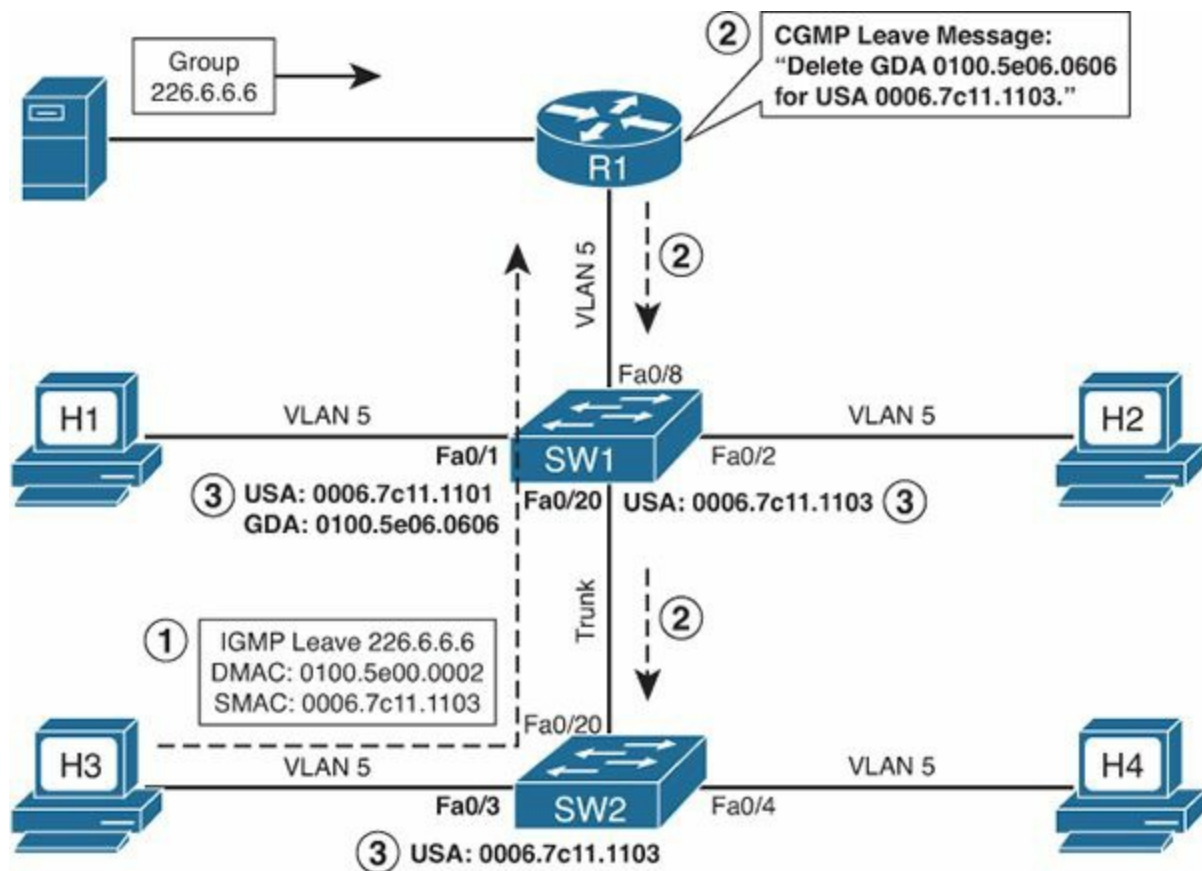 Group
226.6.6.6
②
CGMP Leave Message:
“Delete GDA 0100.5e06.0606
for USA 0006.7c11.1103.”
R1
VLAN 5
②
Fa0/8
H1
VLAN 5
Fa0/1
SW1
VLAN 5
Fa0/2
H2
③ USA: 0006.7c11.1101
GDA: 0100.5e06.0606
Fa0/20
USA: 0006.7c11.1103 ③
Trunk
②
①
IGMP Leave 226.6.6.6
DMAC: 0100.5e00.0002
SMAC: 0006.7c11.1103
Fa0/20
H3
VLAN 5
Fa0/3
SW2
VLAN 5
Fa0/4
H4
③ USA: 0006.7c11.1103